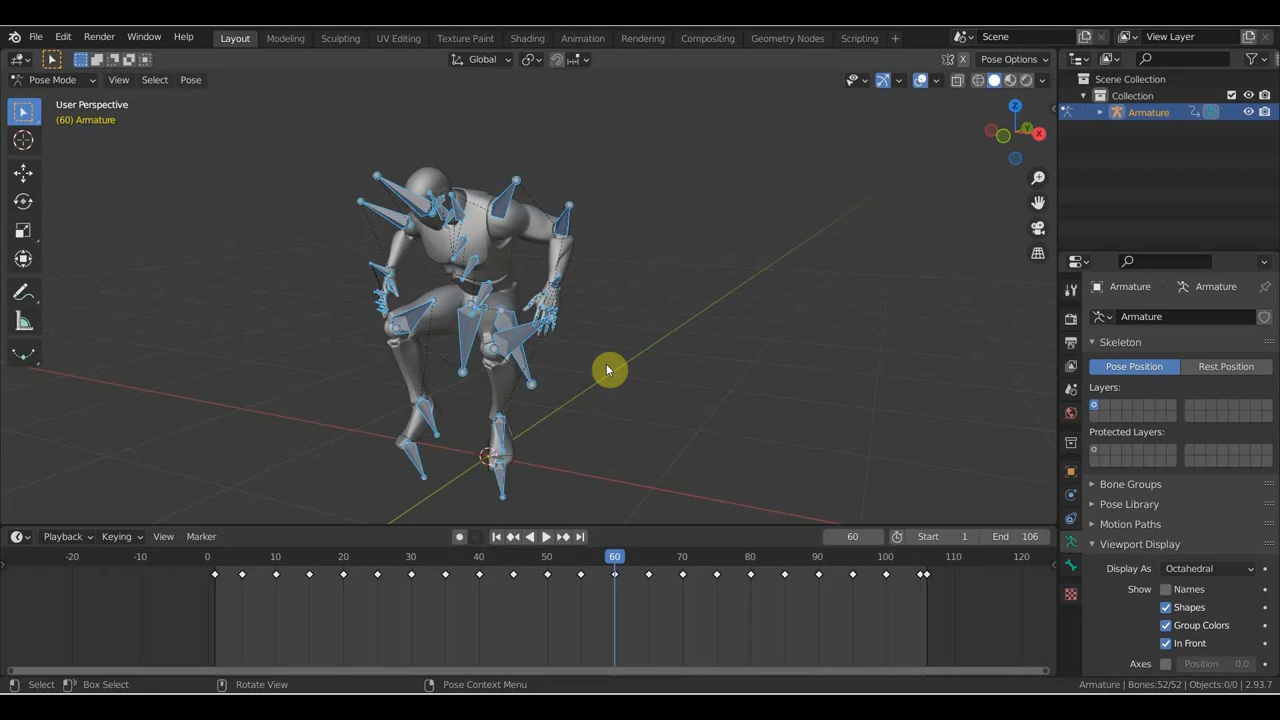 File Edit Render Window Help Layout Modeling Sculpting UV Editing Texture Paint Shading Animation Rendering Compositing Geometry Nodes Scripting + Scene View Layer
Global X Pose Options
Pose Mode View Select Pose
User Perspective
(60) Armature
Z
Y
X
Scene Collection
Collection
Armature
Armature Armature
Armature
Skeleton
Pose Position Rest Position
Layers:
Protected Layers:
Bone Groups
Pose Library
Motion Paths
Viewport Display
Display As Octahedral
Show Names
Shapes
Group Colors
In Front
Axes Position 0.0
Playback Keying View Marker 60 Start 1 End 106
-20 -10 0 10 20 30 40 50 60 70 80 90 100 110 120
Select Box Select Rotate View Pose Context Menu Armature | Bones:52/52 | Objects:0/0 | 2.93.7